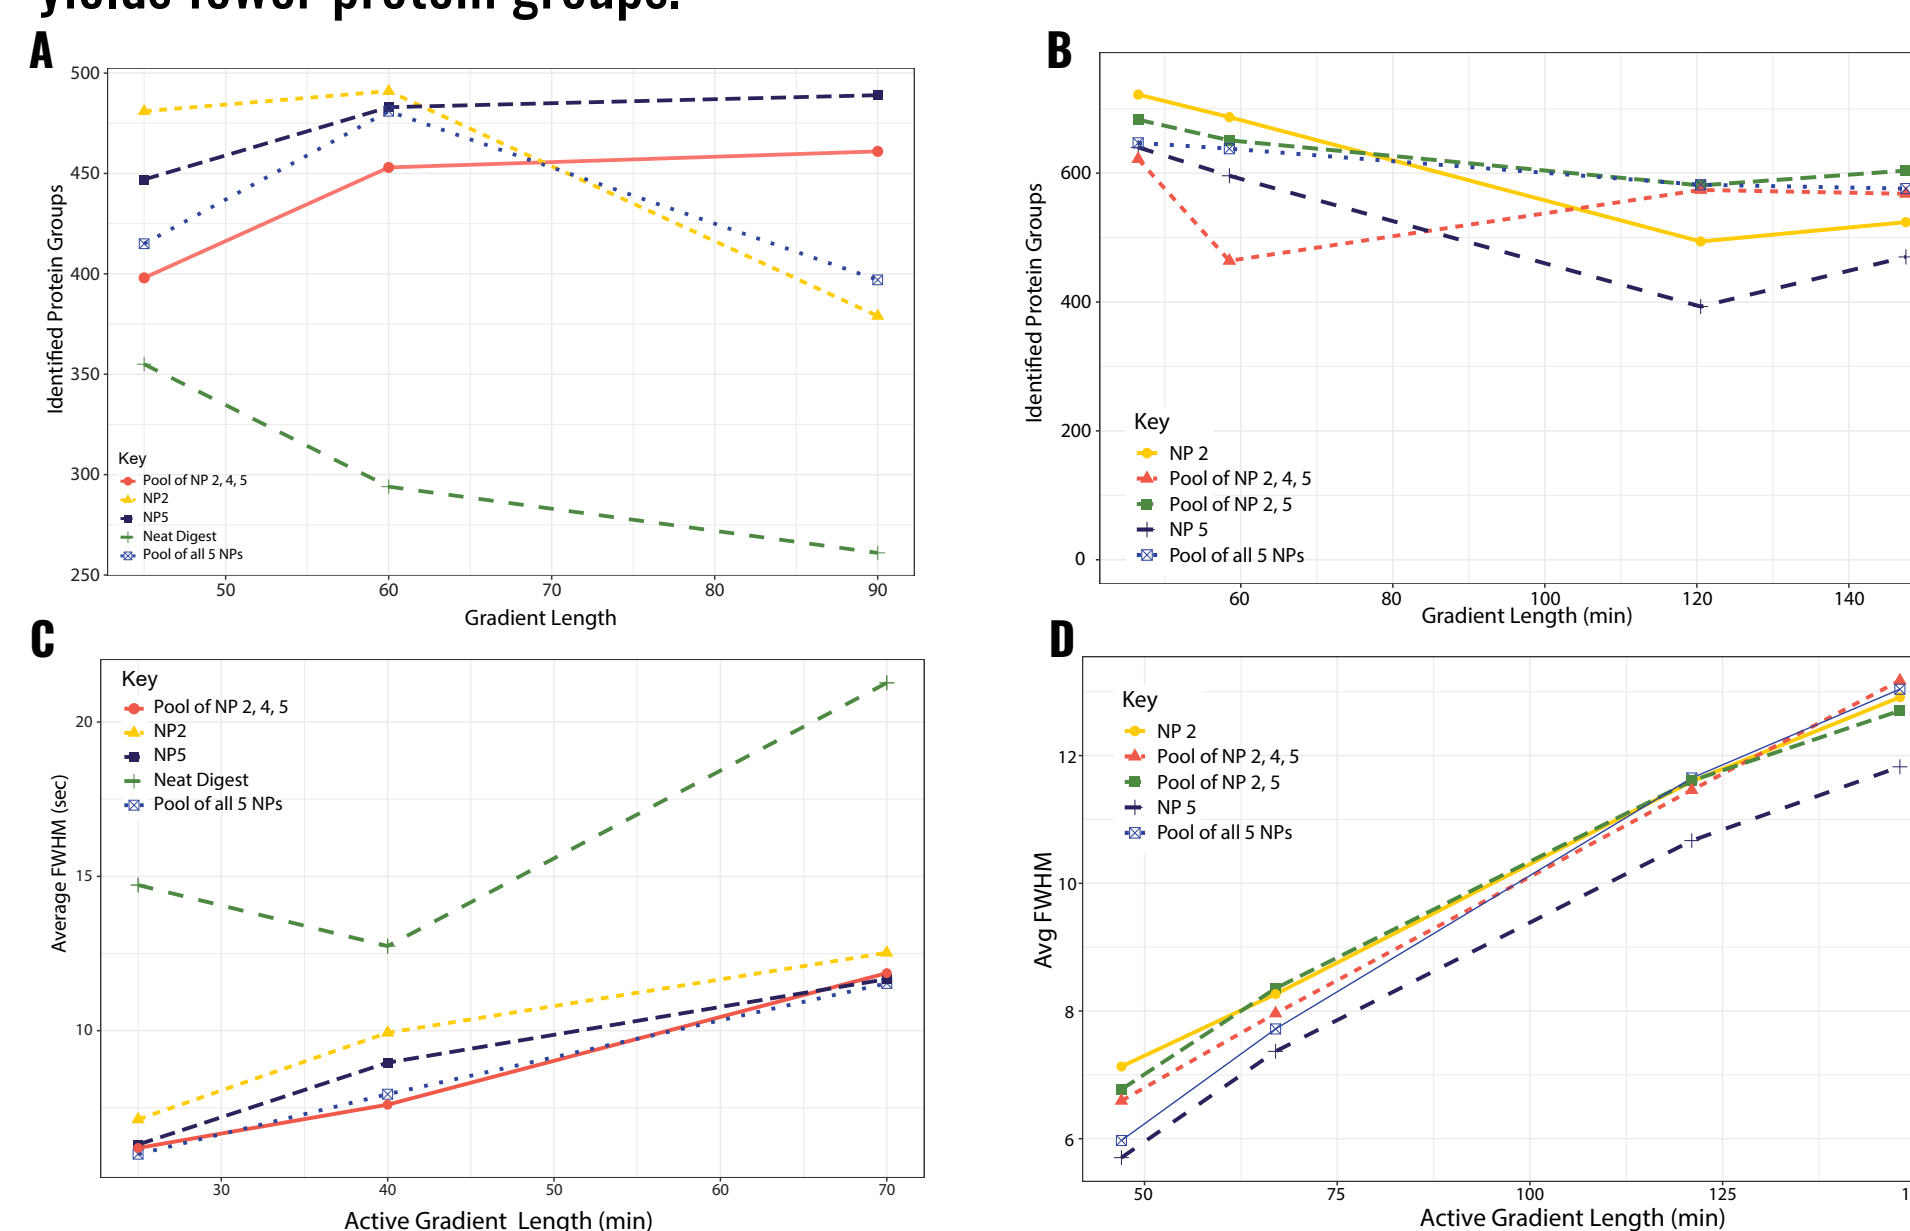 yields fewer protein groups.
A
500
450
400
350
300
250
Identified Protein Groups
Key
Pool of NP 2, 4, 5
NP2
NP5
Neat Digest
Pool of all 5 NPs
50
60
70
80
90
Gradient Length
B
600
400
200
0
Identified Protein Groups
Key
NP 2
Pool of NP 2, 4, 5
Pool of NP 2, 5
NP 5
Pool of all 5 NPs
60
80
100
120
140
Gradient Length (min)
C
20
15
10
Average FWHM (sec)
Key
Pool of NP 2, 4, 5
NP2
NP5
Neat Digest
Pool of all 5 NPs
30
40
50
60
70
Active Gradient Length (min)
D
12
10
8
6
Avg FWHM
Key
NP 2
Pool of NP 2, 4, 5
Pool of NP 2, 5
NP 5
Pool of all 5 NPs
50
75
100
125
Active Gradient Length (min)